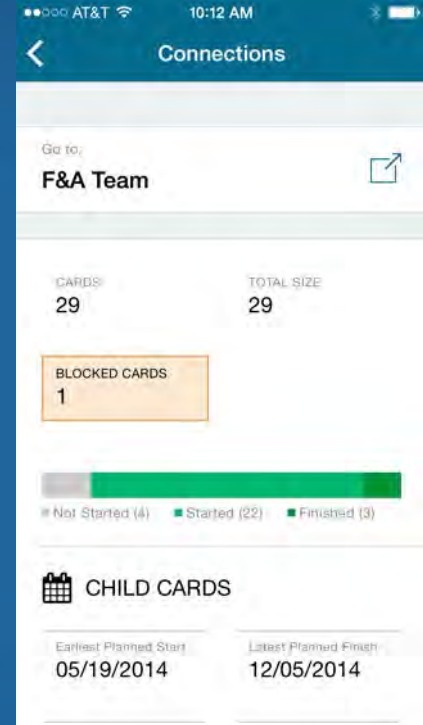 AT&T 10:12 AM
Connections
Go to:
F&A Team
CARDS TOTAL SIZE
29 29
BLOCKED CARDS
1
Not Started (4) Started (22) Finished (3)
CHILD CARDS
Earliest Planned Start Latest Planned Finish
05/19/2014 12/05/2014